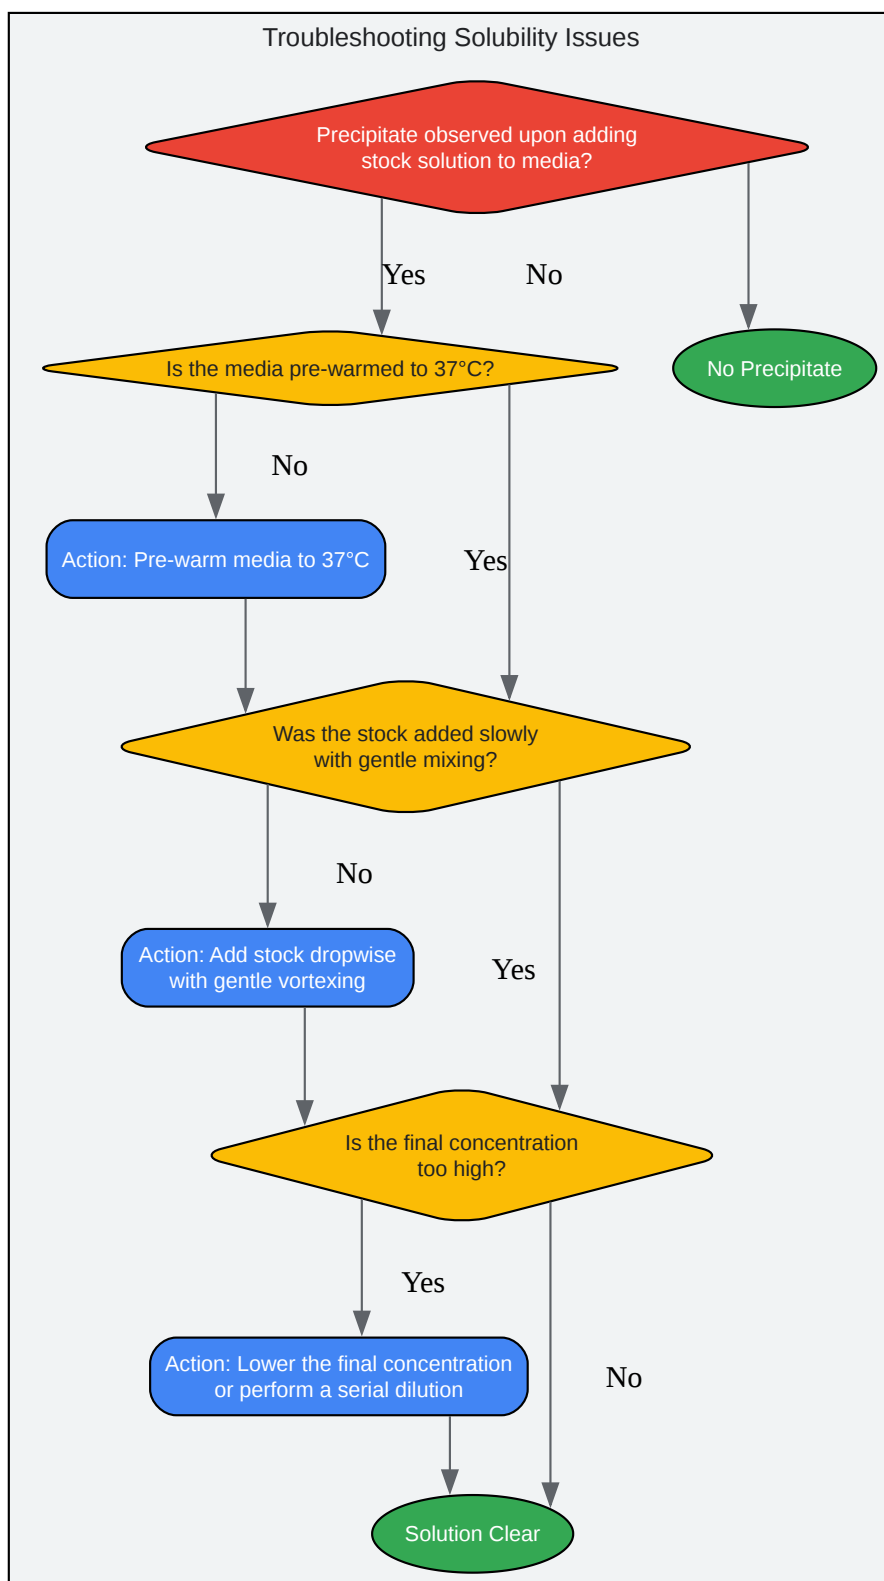 Troubleshooting Solubility Issues
Precipitate observed upon adding
stock solution to media?
Yes
No
Is the media pre-warmed to 37°C?
No Precipitate
No
Action: Pre-warm media to 37°C
Yes
Was the stock added slowly
with gentle mixing?
No
Action: Add stock dropwise
with gentle vortexing
Yes
Is the final concentration
too high?
Yes
Action: Lower the final concentration
or perform a serial dilution
No
Solution Clear